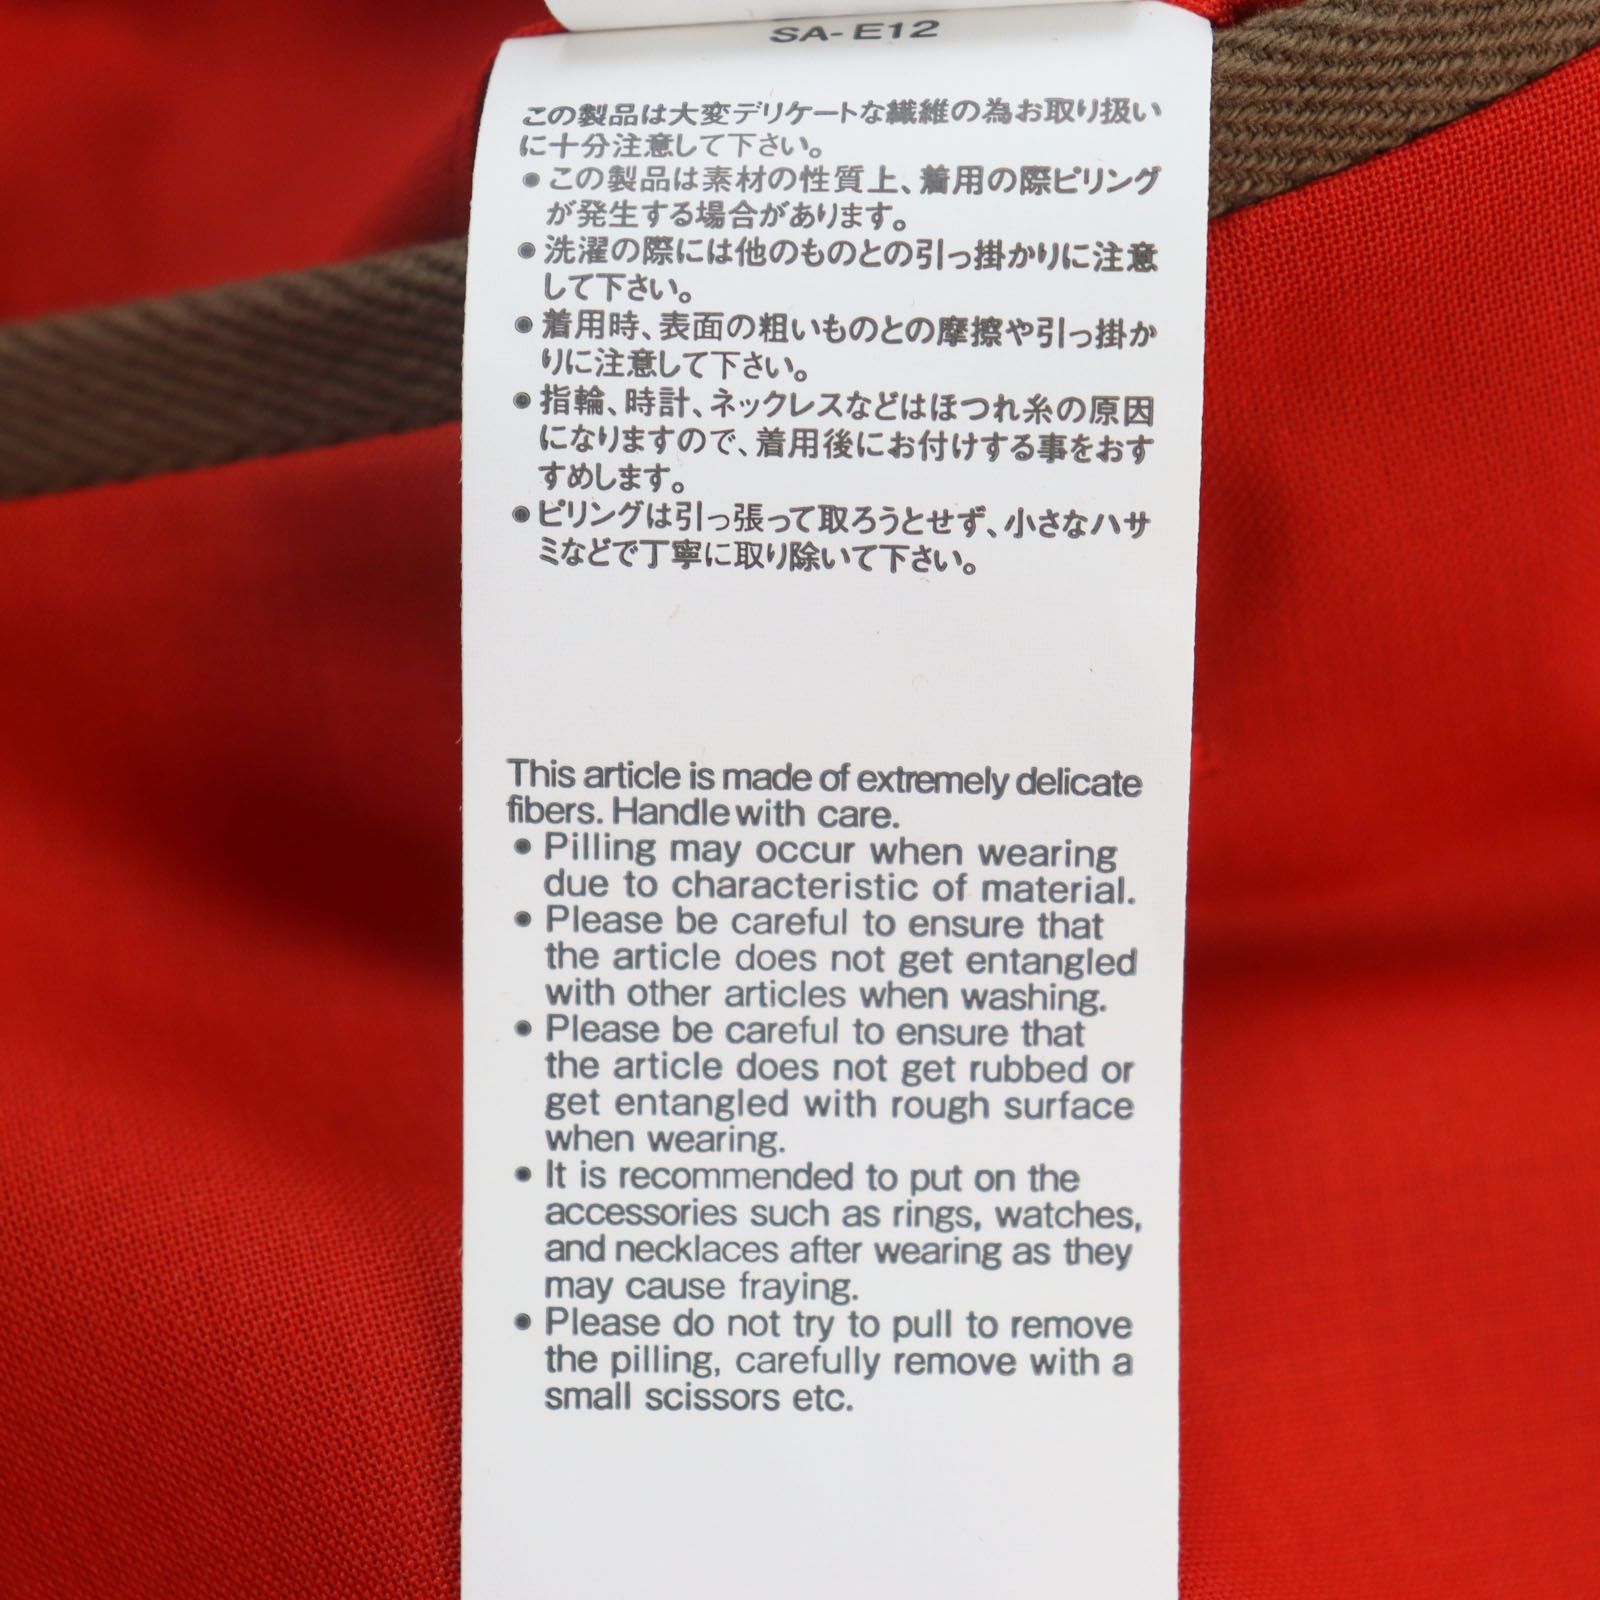 SA-E12
この製品は大変デリケートな繊維の為お取り扱い
に十分注意して下さい。
●この製品は素材の性質上、着用の際ピリング
が発生する場合があります。
●洗濯の際には他のものとの引っ掛かりに注意
して下さい。
●着用時、表面の粗いものとの摩擦や引っ掛か
りに注意して下さい。
●指輪、時計、ネックレスなどはほつれ糸の原因
になりますので、着用後にお付けする事をおす
すめします。
●ピリングは引っ張って取ろうとせず、小さなハサ
ミなどで丁寧に取り除いて下さい。
This article is made of extremely delicate
fibers. Handle with care.
● Pilling may occur when wearing
due to characteristic of material.
● Please be careful to ensure that
the article does not get entangled
with other articles when washing.
● Please be careful to ensure that
the article does not get rubbed or
get entangled with rough surface
when wearing.
● It is recommended to put on the
accessories such as rings, watches,
and necklaces after wearing as they
may cause fraying.
● Please do not try to pull to remove
the pilling, carefully remove with a
small scissors etc.